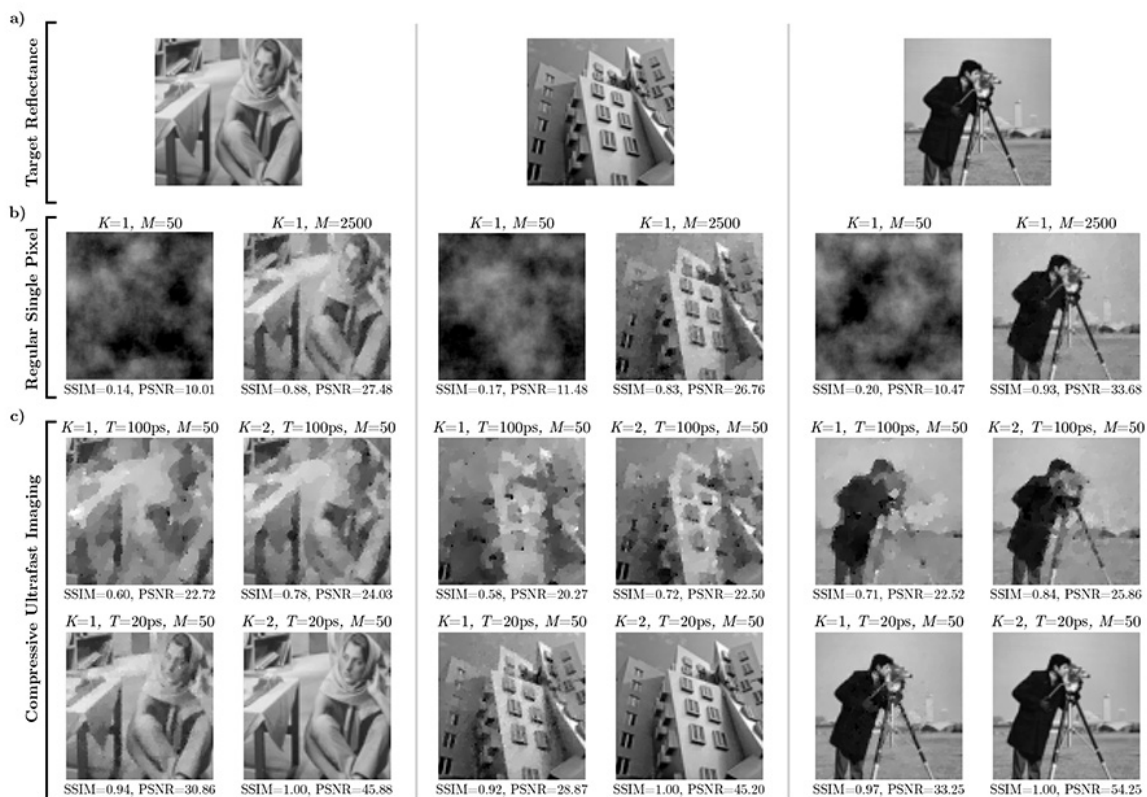 a)
Target Reflectance
b)
Regular Single Pixel
K=1, M=50
K=1, M=2500
K=1, M=50
K=1, M=2500
K=1, M=50
K=1, M=2500
SSIM=0.14, PSNR=10.01
SSIM=0.88, PSNR=27.48
SSIM=0.17, PSNR=11.48
SSIM=0.83, PSNR=26.76
SSIM=0.20, PSNR=10.47
SSIM=0.93, PSNR=33.68
c)
Compressive Ultrafast Imaging
K=1, T=100ps, M=50
K=2, T=100ps, M=50
K=1, T=100ps, M=50
K=2, T=100ps, M=50
K=1, T=100ps, M=50
K=2, T=100ps, M=50
SSIM=0.60, PSNR=22.72
SSIM=0.78, PSNR=24.03
SSIM=0.58, PSNR=20.27
SSIM=0.72, PSNR=22.50
SSIM=0.71, PSNR=22.52
SSIM=0.84, PSNR=25.86
K=1, T=20ps, M=50
K=2, T=20ps, M=50
K=1, T=20ps, M=50
K=2, T=20ps, M=50
K=1, T=20ps, M=50
K=2, T=20ps, M=50
SSIM=0.94, PSNR=30.86
SSIM=1.00, PSNR=45.88
SSIM=0.92, PSNR=28.87
SSIM=1.00, PSNR=45.20
SSIM=0.97, PSNR=33.25
SSIM=1.00, PSNR=54.25